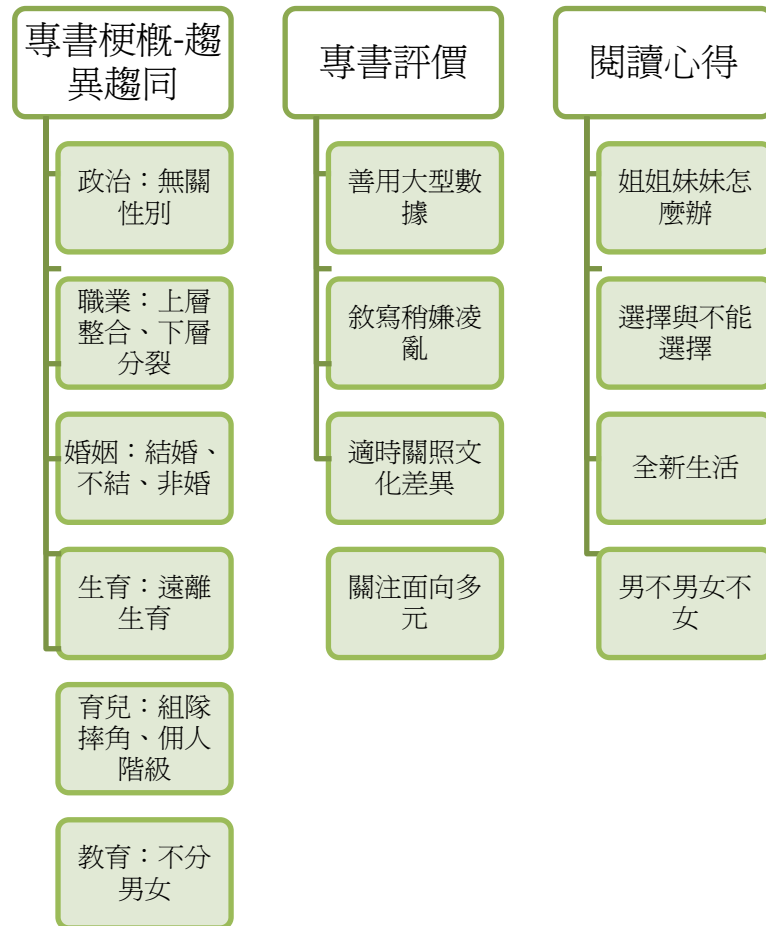 專書梗概-趨
異趨同
政治：無關
性別
職業：上層
整合、下層
分裂
婚姻：結婚、
不結、非婚
生育：遠離
生育
育兒：組隊
摔角、佣人
階級
教育：不分
男女
專書評價
善用大型數
據
敘寫稍嫌凌
亂
適時關照文
化差異
關注面向多
元
閱讀心得
姐姐妹妹怎
麼辦
選擇與不能
選擇
全新生活
男不男女不
女